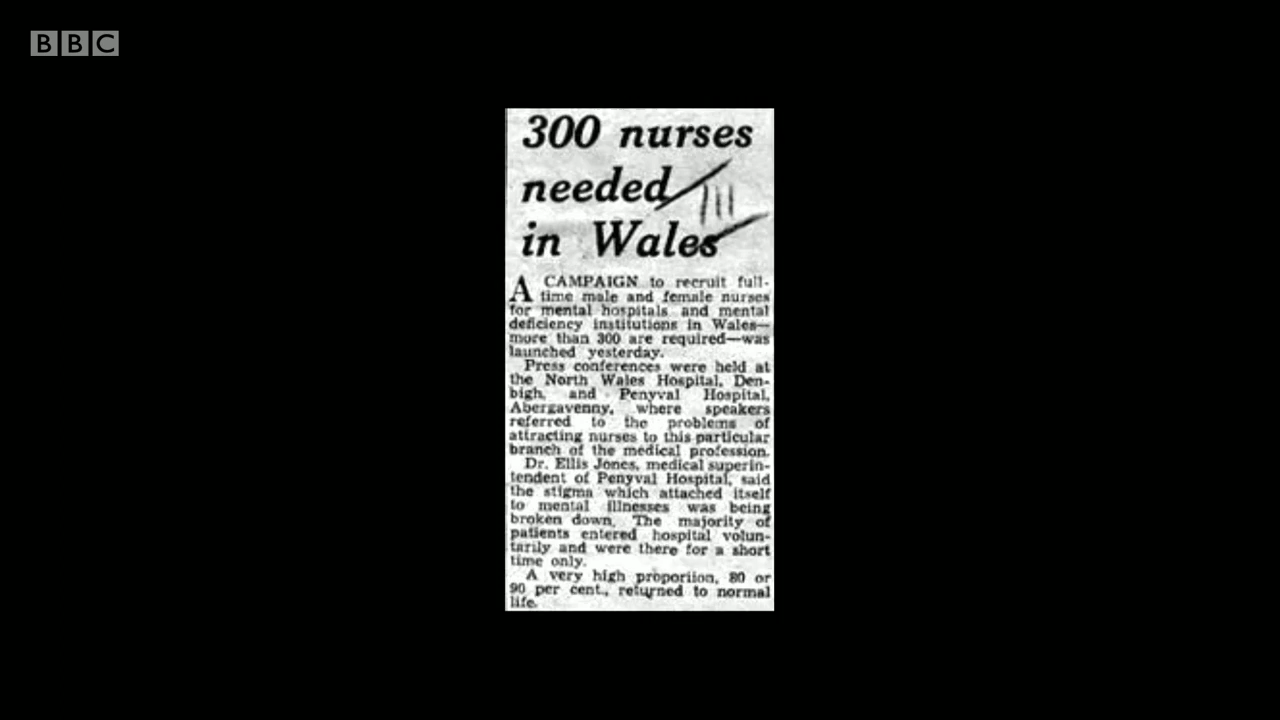 BBC
300 nurses
needed
in Wales
A CAMPAIGN to recruit full-
time male and female nurses
for mental hospitals and mental
deficiency institutions in Wales—
more than 300 are required—was
launched yesterday.
Press conferences were held at
the North Wales Hospital, Den-
bigh, and Penyval Hospital,
Abergavenny, where speakers
referred to the problems of
attracting nurses to this particular
branch of the medical profession.
Dr. Ellis Jones, medical superin-
tendent of Penyval Hospital, said
the stigma which attached itself
to mental illnesses was being
broken down. The majority of
patients entered hospital volun-
tarily and were there for a short
time only.
A very high proportion, 80 or
90 per cent., returned to normal
life.